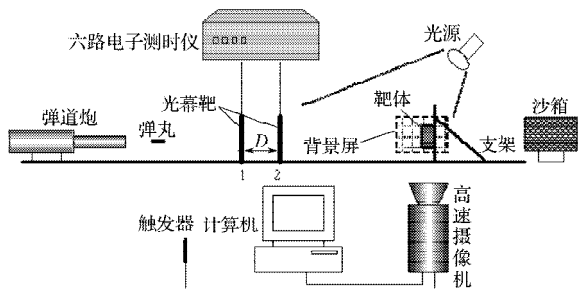 六路电子测时仪
光源
弹道炮
弹丸
光幕靶
D
靶体
背景屏
支架
沙箱
1
2
触发器
计算机
高速摄像机